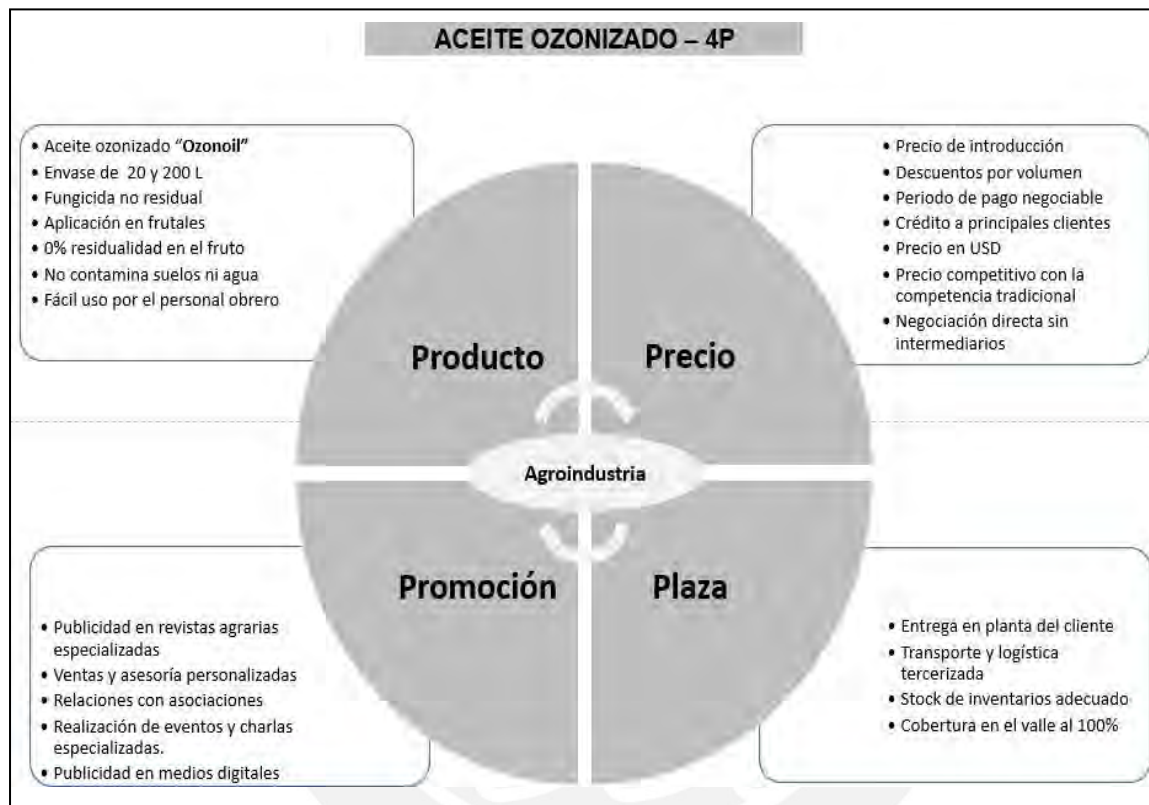 ACEITE OZONIZADO – 4P
• Aceite ozonizado “Ozonoil”
• Envase de 20 y 200 L
• Fungicida no residual
• Aplicación en frutales
• 0% residualidad en el fruto
• No contamina suelos ni agua
• Fácil uso por el personal obrero
• Precio de introducción
• Descuentos por volumen
• Periodo de pago negociable
• Crédito a principales clientes
• Precio en USD
• Precio competitivo con la
competencia tradicional
• Negociación directa sin
intermediarios
Producto
Precio
Agroindustria
Promoción
Plaza
• Publicidad en revistas agrarias
especializadas
• Ventas y asesoría personalizadas
• Relaciones con asociaciones
• Realización de eventos y charlas
especializadas.
• Publicidad en medios digitales
• Entrega en planta del cliente
• Transporte y logística
tercerizada
• Stock de inventarios adecuado
• Cobertura en el valle al 100%